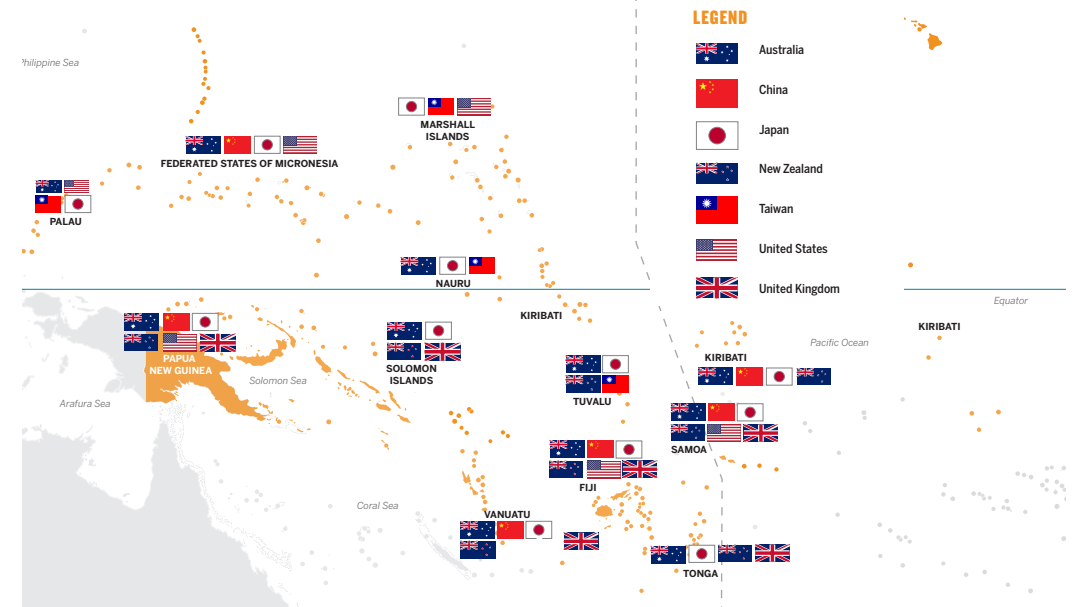 LEGEND
Australia
China
Japan
New Zealand
Taiwan
United States
United Kingdom
Philippine Sea
MARSHALL
ISLANDS
FEDERATED STATES OF MICRONESIA
PALAU
NAURU
Equator
KIRIBATI
KIRIBATI
Pacific Ocean
PAPUA
NEW GUINEA
Solomon Sea
SOLOMON
ISLANDS
KIRIBATI
Arafura Sea
TUVALU
SAMOA
FIJI
Coral Sea
VANUATU
TONGA